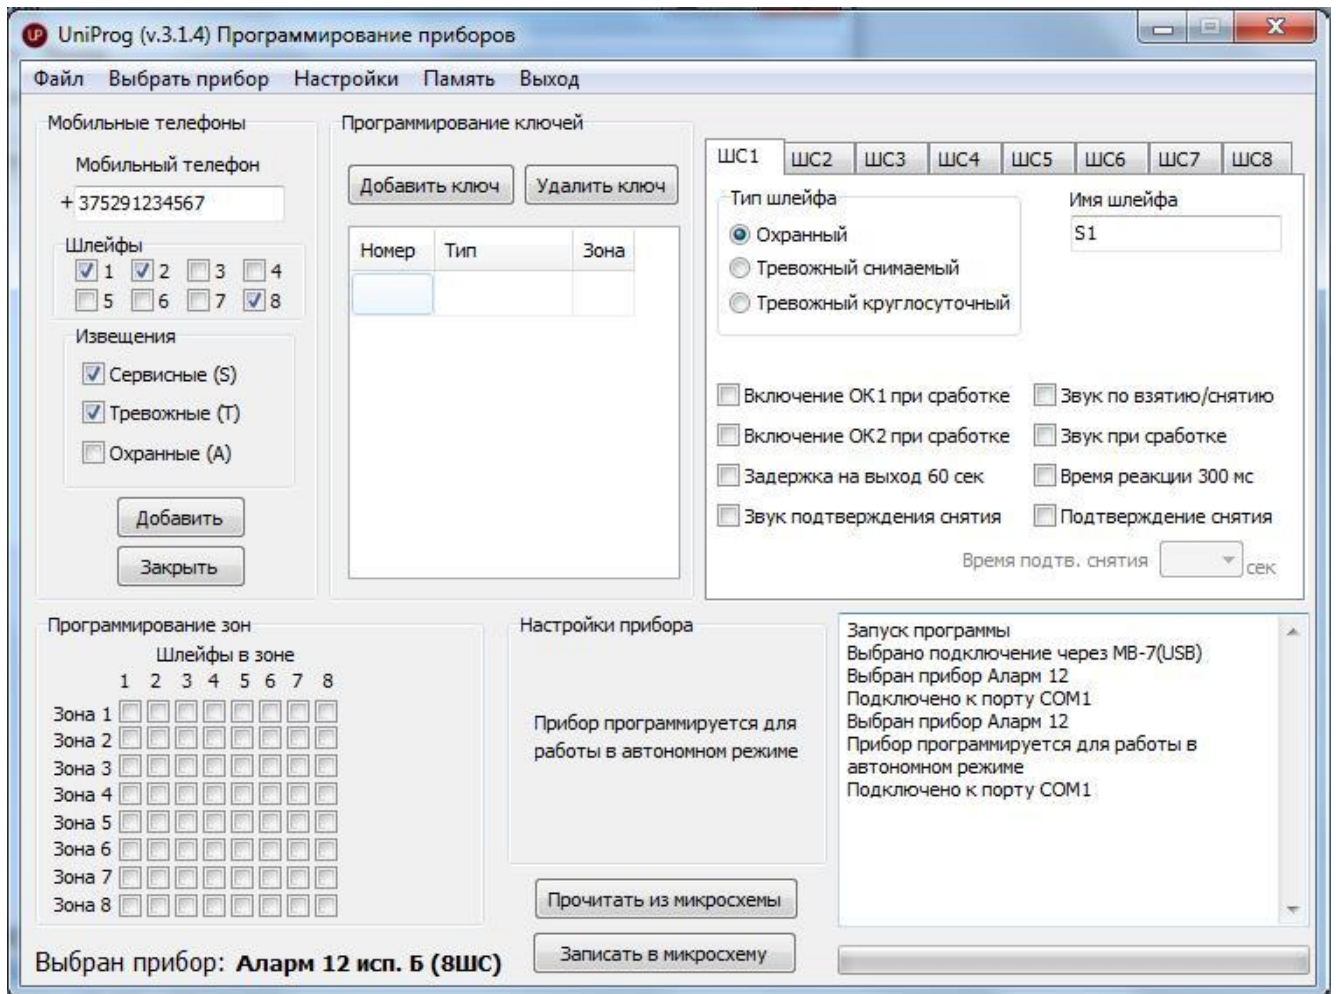 UniProg (v.3.1.4) Программирование приборов
Файл Выбрать прибор Настройки Память Выход
Мобильные телефоны
Мобильный телефон
+ 375291234567
Шлейфы
1 2 3 4
5 6 7 8
Извещения
Сервисные (S)
Тревожные (T)
Охранные (A)
Добавить
Закрыть
Программирование ключей
Добавить ключ Удалить ключ
Номер Тип Зона
ШС1 ШС2 ШС3 ШС4 ШС5 ШС6 ШС7 ШС8
Тип шлейфа
Охранный
Тревожный снимаемый
Тревожный круглосуточный
Имя шлейфа
S1
Включение ОК1 при сработке
Включение ОК2 при сработке
Задержка на выход 60 сек
Звук подтверждения снятия
Звук по взятию/снятию
Звук при сработке
Время реакции 300 мс
Подтверждение снятия
Время подтв. снятия сек
Программирование зон
Шлейфы в зоне
1 2 3 4 5 6 7 8
Зона 1
Зона 2
Зона 3
Зона 4
Зона 5
Зона 6
Зона 7
Зона 8
Настройки прибора
Прибор программируется для
работы в автономном режиме
Прочитать из микросхемы
Записать в микросхему
Запуск программы
Выбрано подключение через МВ-7(USB)
Выбран прибор Аларм 12
Подключено к порту COM1
Выбран прибор Аларм 12
Прибор программируется для работы в
автономном режиме
Подключено к порту COM1
Выбран прибор: Аларм 12 исп. Б (8ШС)